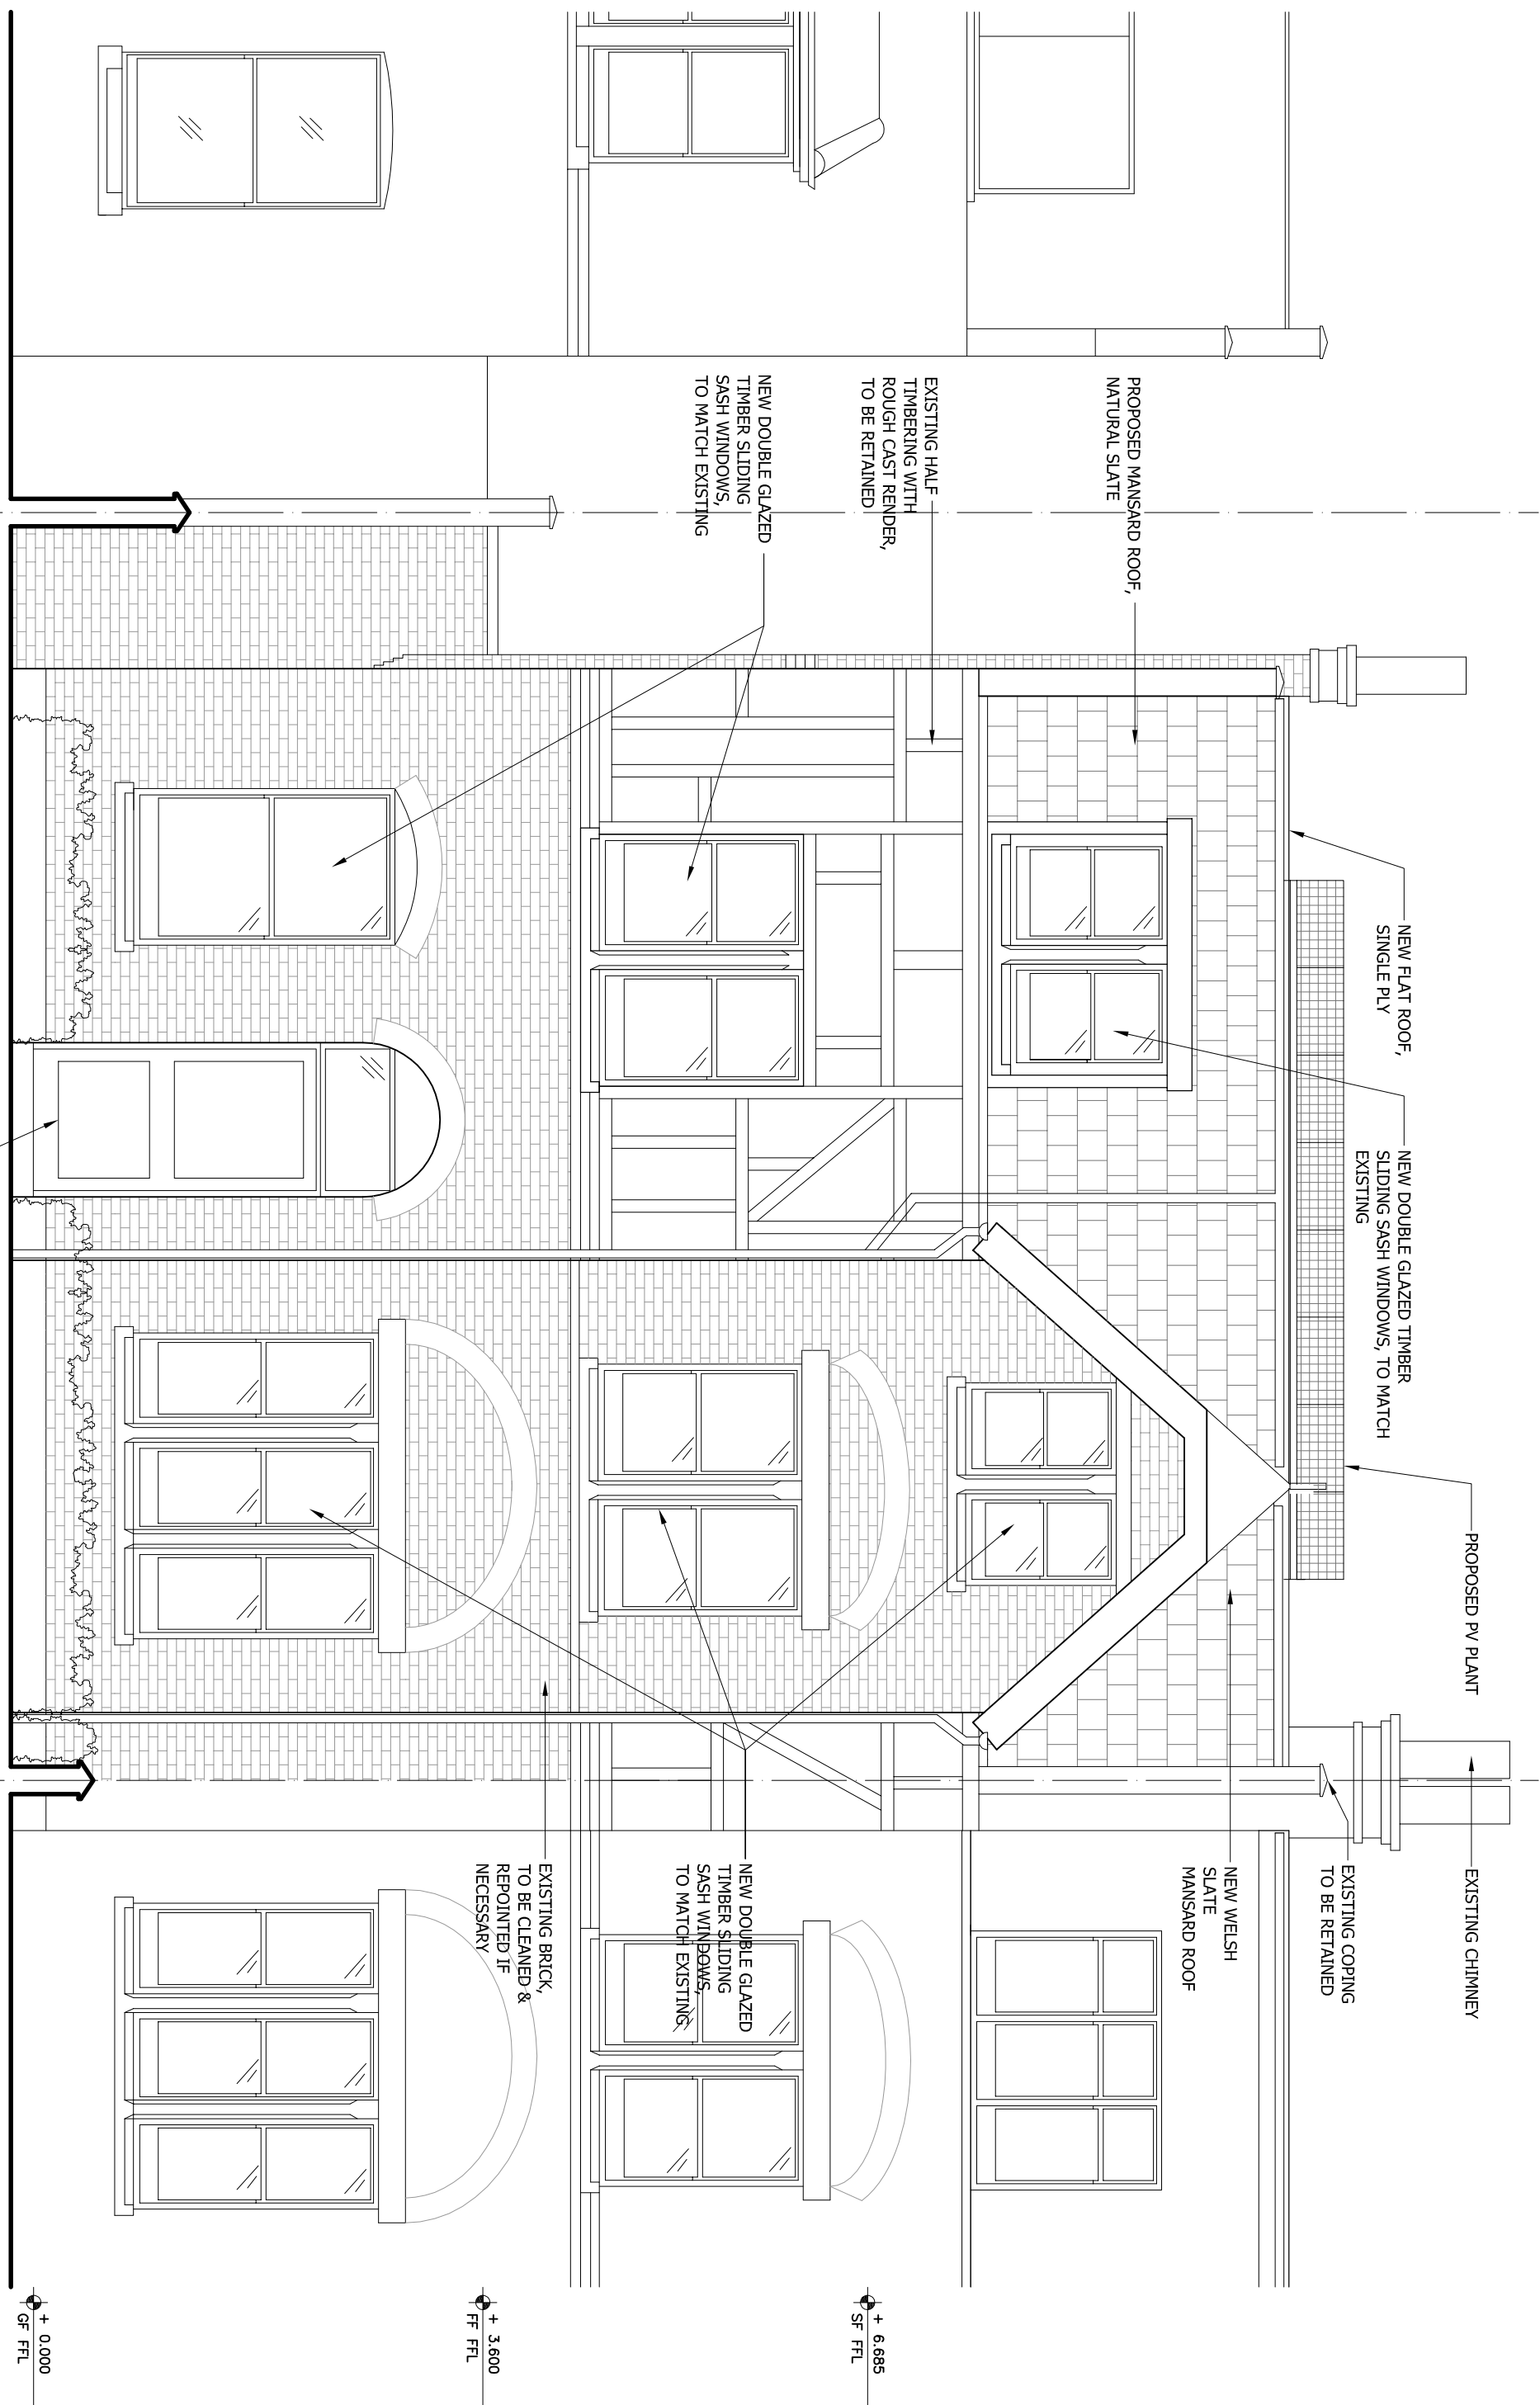 EXISTING CHIMNEY
PROPOSED PV PLANT
NEW FLAT ROOF,
SINGLE PLY
NEW DOUBLE GLAZED TIMBER
SLIDING SASH WINDOWS, TO MATCH
EXISTING
EXISTING COPING
TO BE RETAINED
NEW WELSH
SLATE
MANSARD ROOF
PROPOSED MANSARD ROOF,
NATURAL SLATE
EXISTING HALF
TIMBERING WITH
ROUGH CAST RENDER,
TO BE RETAINED
NEW DOUBLE GLAZED
TIMBER SLIDING
SASH WINDOWS,
TO MATCH EXISTING
NEW DOUBLE GLAZED
TIMBER SLIDING
SASH WINDOWS,
TO MATCH EXISTING
EXISTING BRICK,
TO BE CLEANED &
REPOINTED IF
NECESSARY
+ 6.685
SF FFL
+ 3.600
FF FFL
+ 0.000
GF FFL